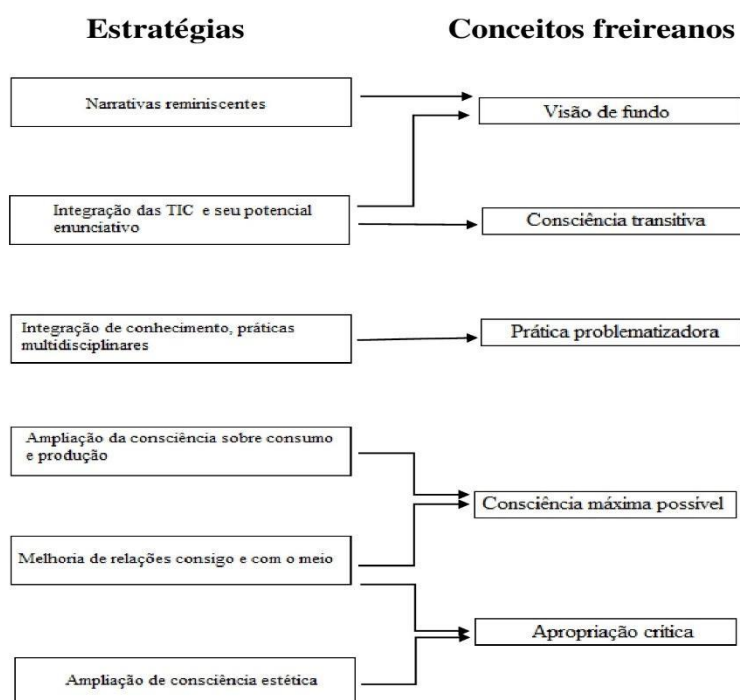 Estratégias
Conceitos freireanos
Narrativas reminiscentes
Visão de fundo
Integração das TIC e seu potencial
enunciativo
Consciência transitiva
Integração de conhecimento, práticas
multidisciplinares
Prática problematizadora
Ampliação da consciência sobre consumo
e produção
Consciência máxima possível
Melhoria de relações consigo e com o meio
Apropriação crítica
Ampliação de consciência estética